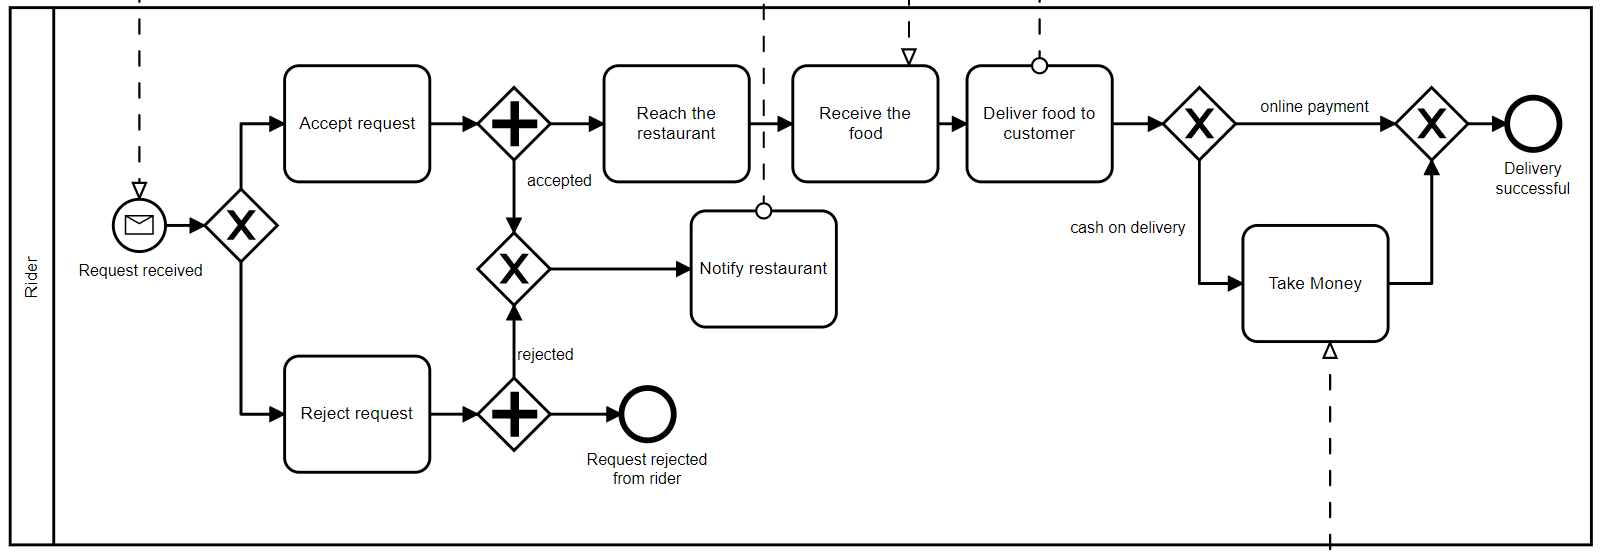 Rider
Request received
Accept request
Reject request
accepted
rejected
Request rejected
from rider
Reach the
restaurant
Notify restaurant
Receive the
food
Deliver food to
customer
online payment
cash on delivery
Take Money
Delivery
successful